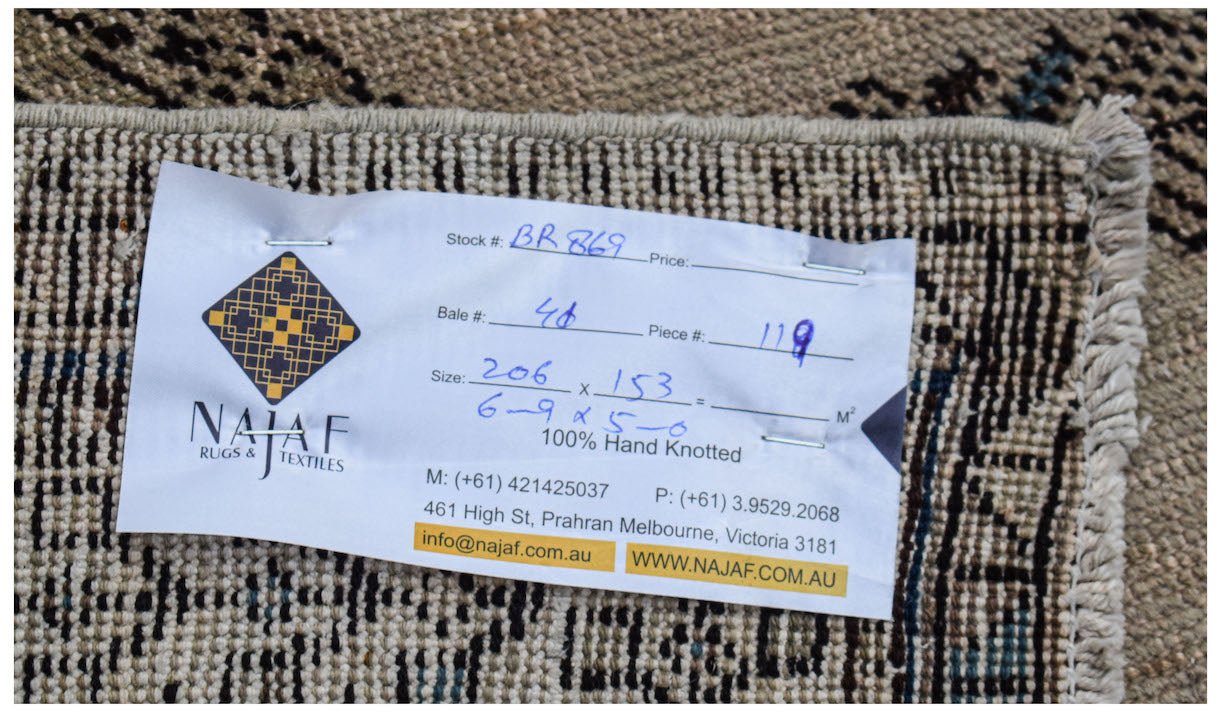 Stock #: BR 869 Price:
Bale #: Piece #: 119
Size: 206 x 153 = M²
6-9 x 5-0
100% Hand Knotted
NAJAF
RUGS & TEXTILES
M: (+61) 421425037 P: (+61) 3.9529.2068
461 High St, Prahran Melbourne, Victoria 3181
info@najaf.com.au WWW.NAJAF.COM.AU